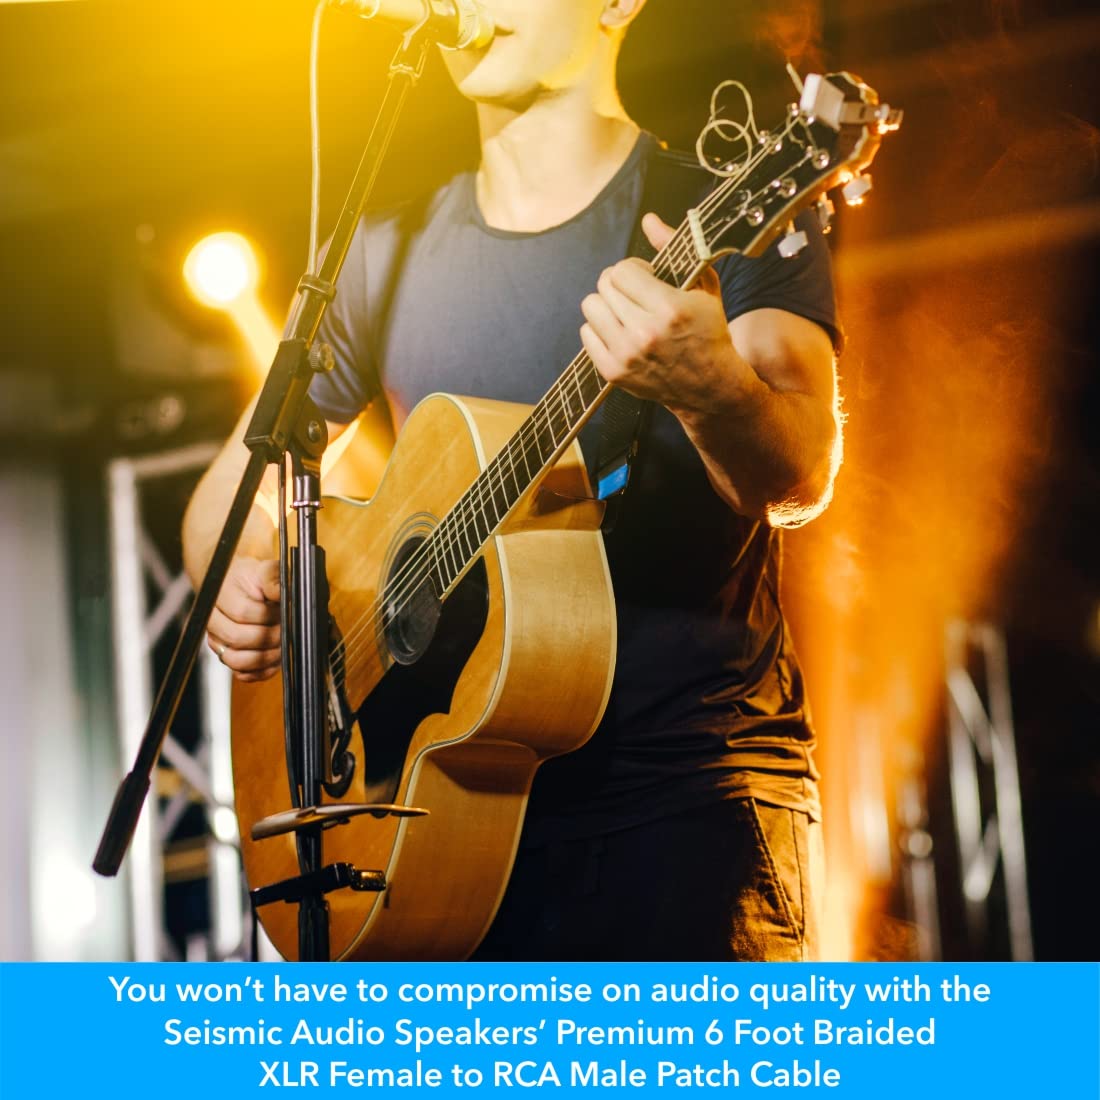 You won’t have to compromise on audio quality with the
Seismic Audio Speakers’ Premium 6 Foot Braided
XLR Female to RCA Male Patch Cable